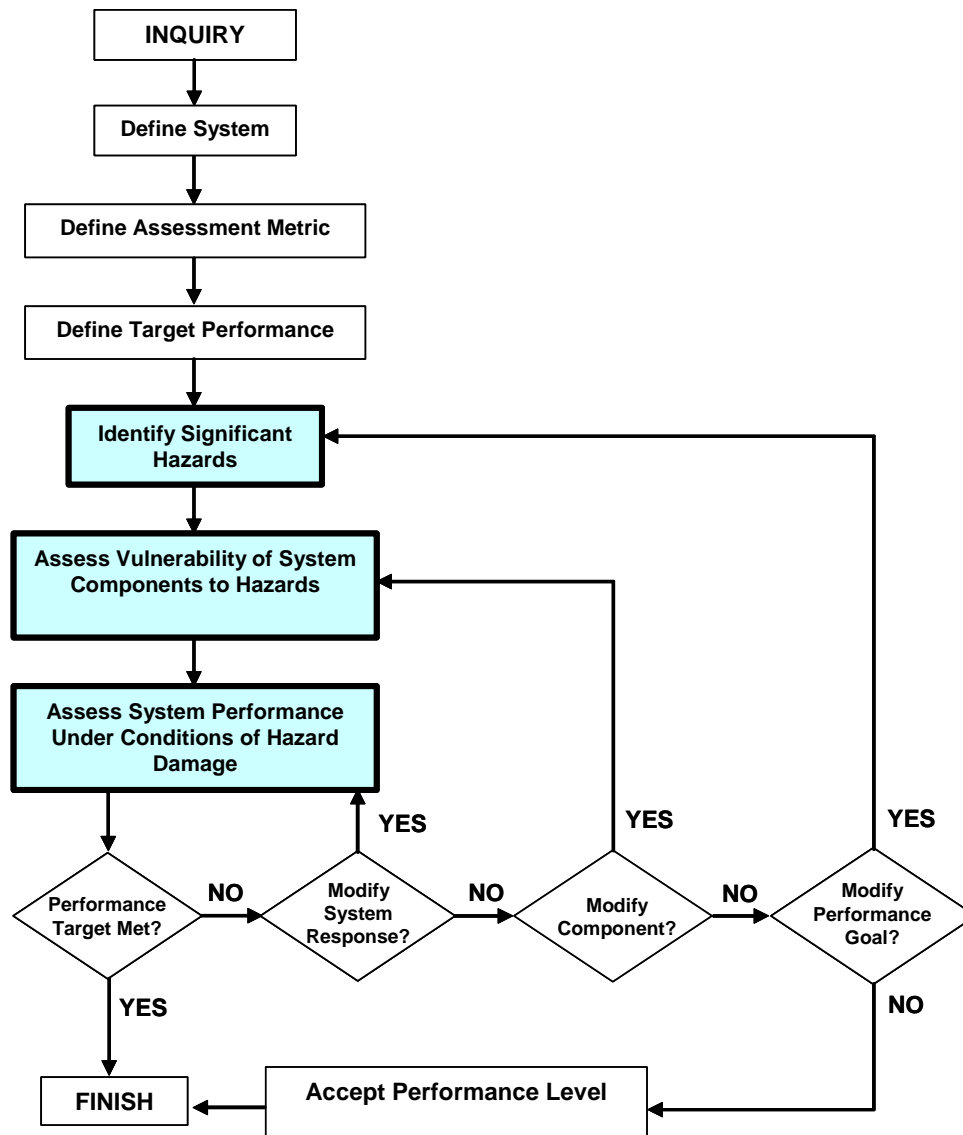 INQUIRY
Define System
Define Assessment Metric
Define Target Performance
Identify Significant
Hazards
Assess Vulnerability of System
Components to Hazards
Assess System Performance
Under Conditions of Hazard
Damage
YES
YES
YES
Performance
Target Met?
NO
Modify
System
Response?
NO
Modify
Component?
NO
Modify
Performance
Goal?
YES
NO
FINISH
Accept Performance Level